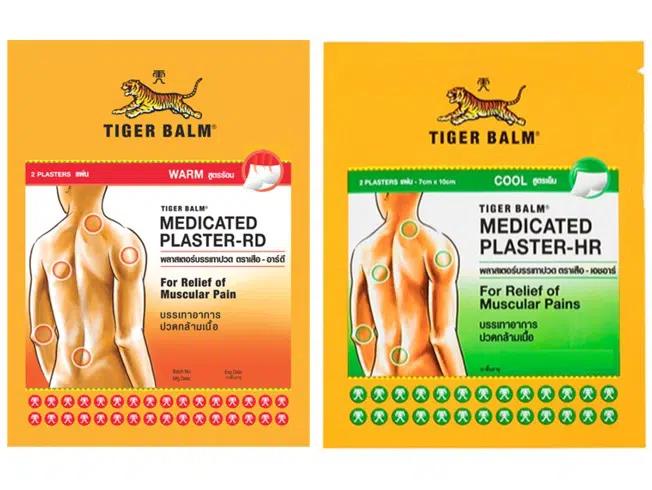 TIGER BALM®
2 PLASTERS แผ่น
WARM สูตรร้อน
TIGER BALM®
MEDICATED
PLASTER-RD
พลาสเตอร์บรรเทาปวด ตราเสือ - อาร์ดี
For Relief of
Muscular Pain
บรรเทาอาการ
ปวดกล้ามเนื้อ
Batch No.
Mfg Date
Exp Date
TIGER BALM®
2 PLASTERS แผ่น - 7cm x 10cm
COOL สูตรเย็น
TIGER BALM®
MEDICATED
PLASTER-HR
พลาสเตอร์บรรเทาปวด ตราเสือ - เอชอาร์
For Relief of
Muscular Pains
บรรเทาอาการ
ปวดกล้ามเนื้อ